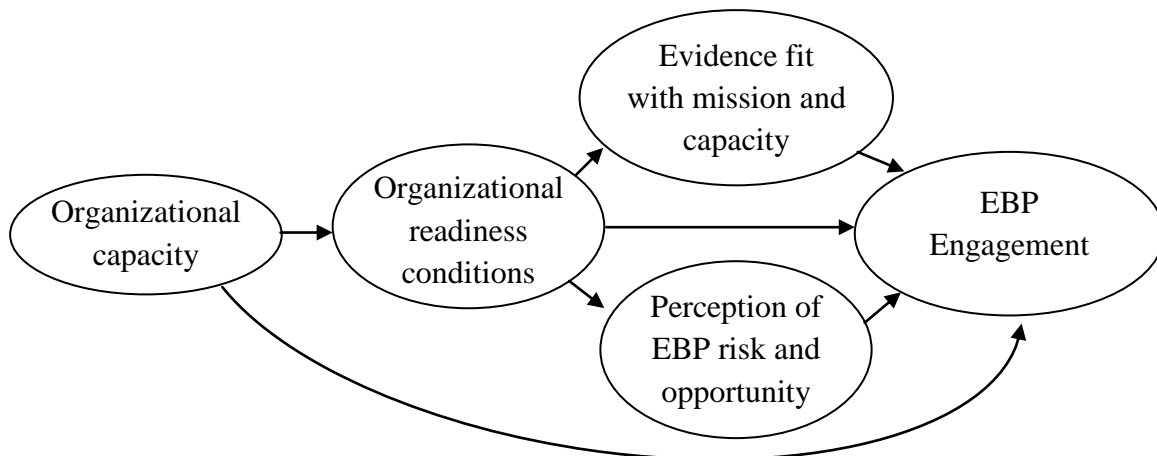 Organizational
capacity
Organizational
readiness
conditions
Evidence fit
with mission and
capacity
Perception of
EBP risk and
opportunity
EBP
Engagement